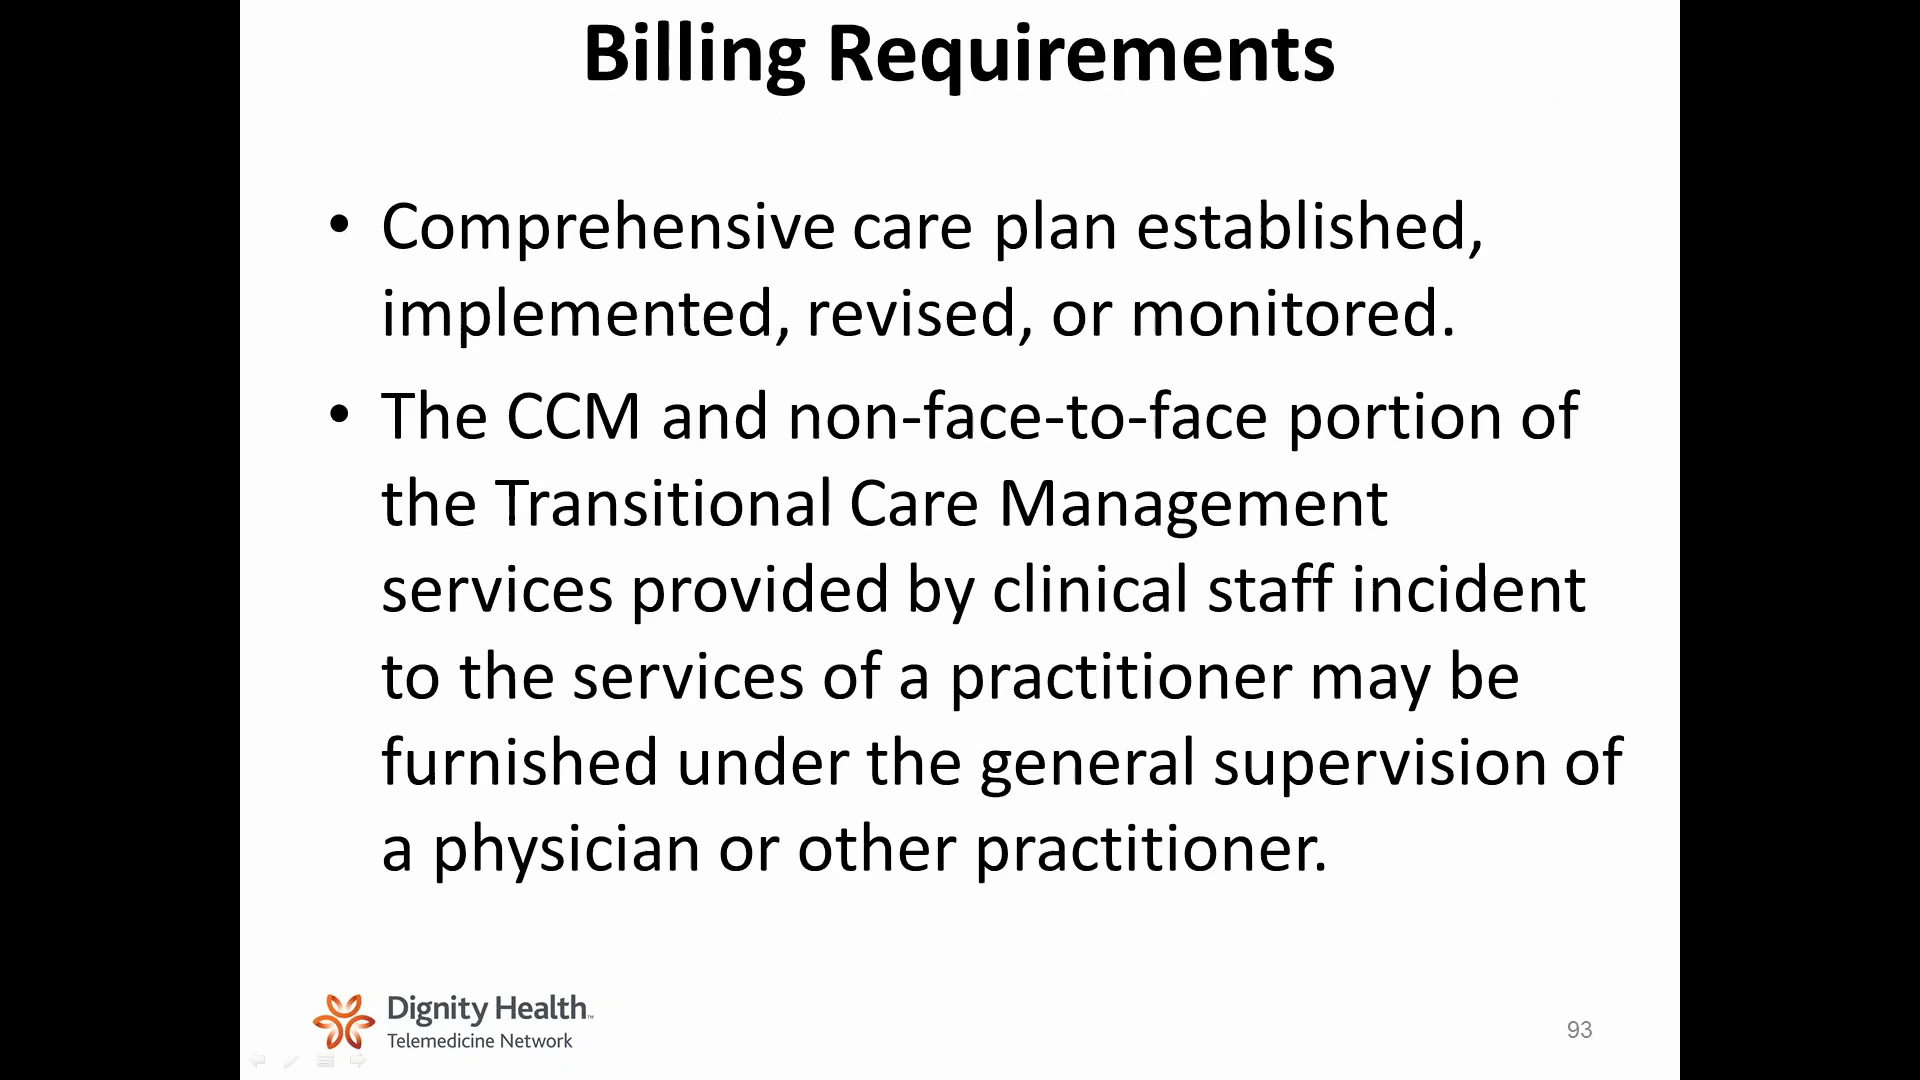 Billing Requirements
• Comprehensive care plan established,
implemented, revised, or monitored.
• The CCM and non-face-to-face portion of
the Transitional Care Management
services provided by clinical staff incident
to the services of a practitioner may be
furnished under the general supervision of
a physician or other practitioner.
Dignity Health™
Telemedicine Network
93